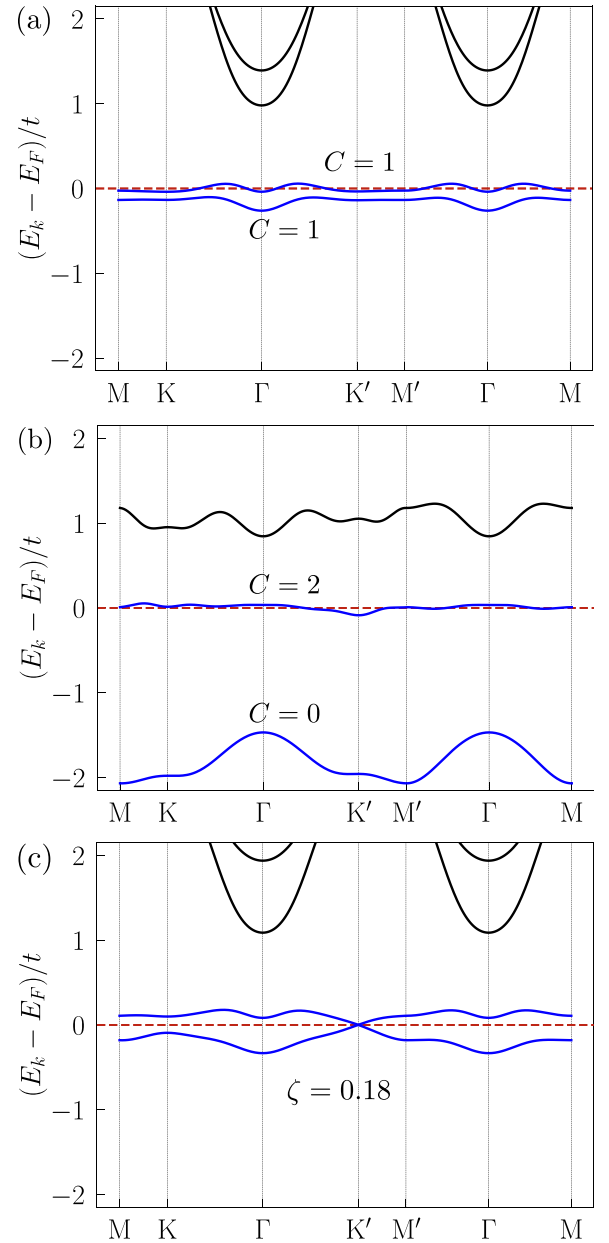 (a)
2
1
0
−1
−2
(E_k − E_F)/t
C = 1
C = 1
M K Γ K′ M′ Γ M
(b)
2
1
0
−1
−2
(E_k − E_F)/t
C = 2
C = 0
M K Γ K′ M′ Γ M
(c)
2
1
0
−1
−2
(E_k − E_F)/t
ζ = 0.18
M K Γ K′ M′ Γ M